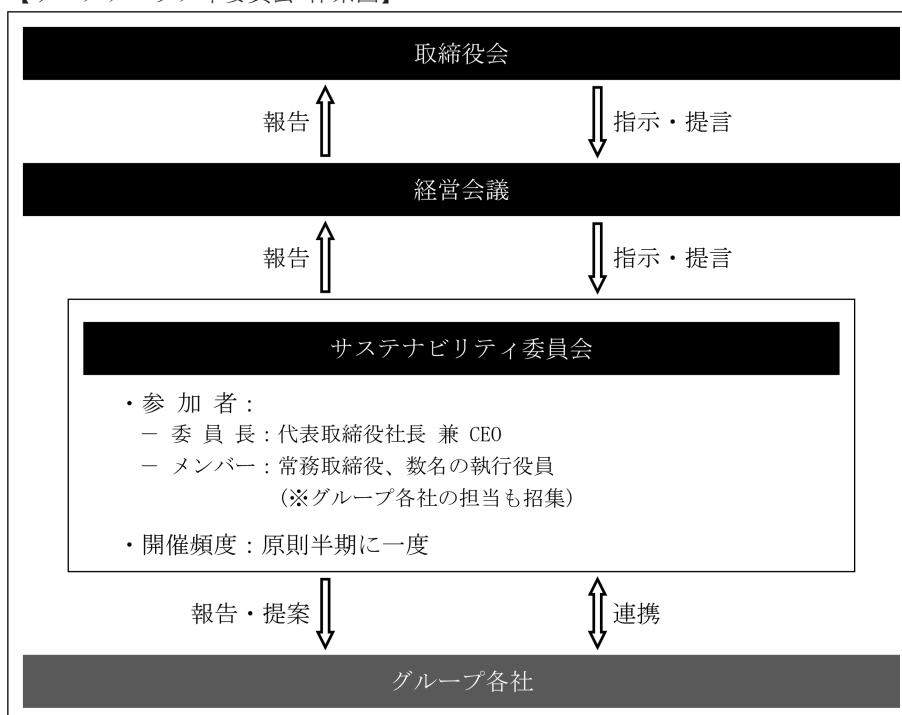 取締役会
報告 指示・提言
経営会議
報告 指示・提言
サステナビリティ委員会
・参 加 者：
－ 委 員 長：代表取締役社長 兼 CEO
－ メンバー：常務取締役、数名の執行役員
(※グループ各社の担当も招集)
・開催頻度：原則半期に一度
報告・提案 連携
グループ各社